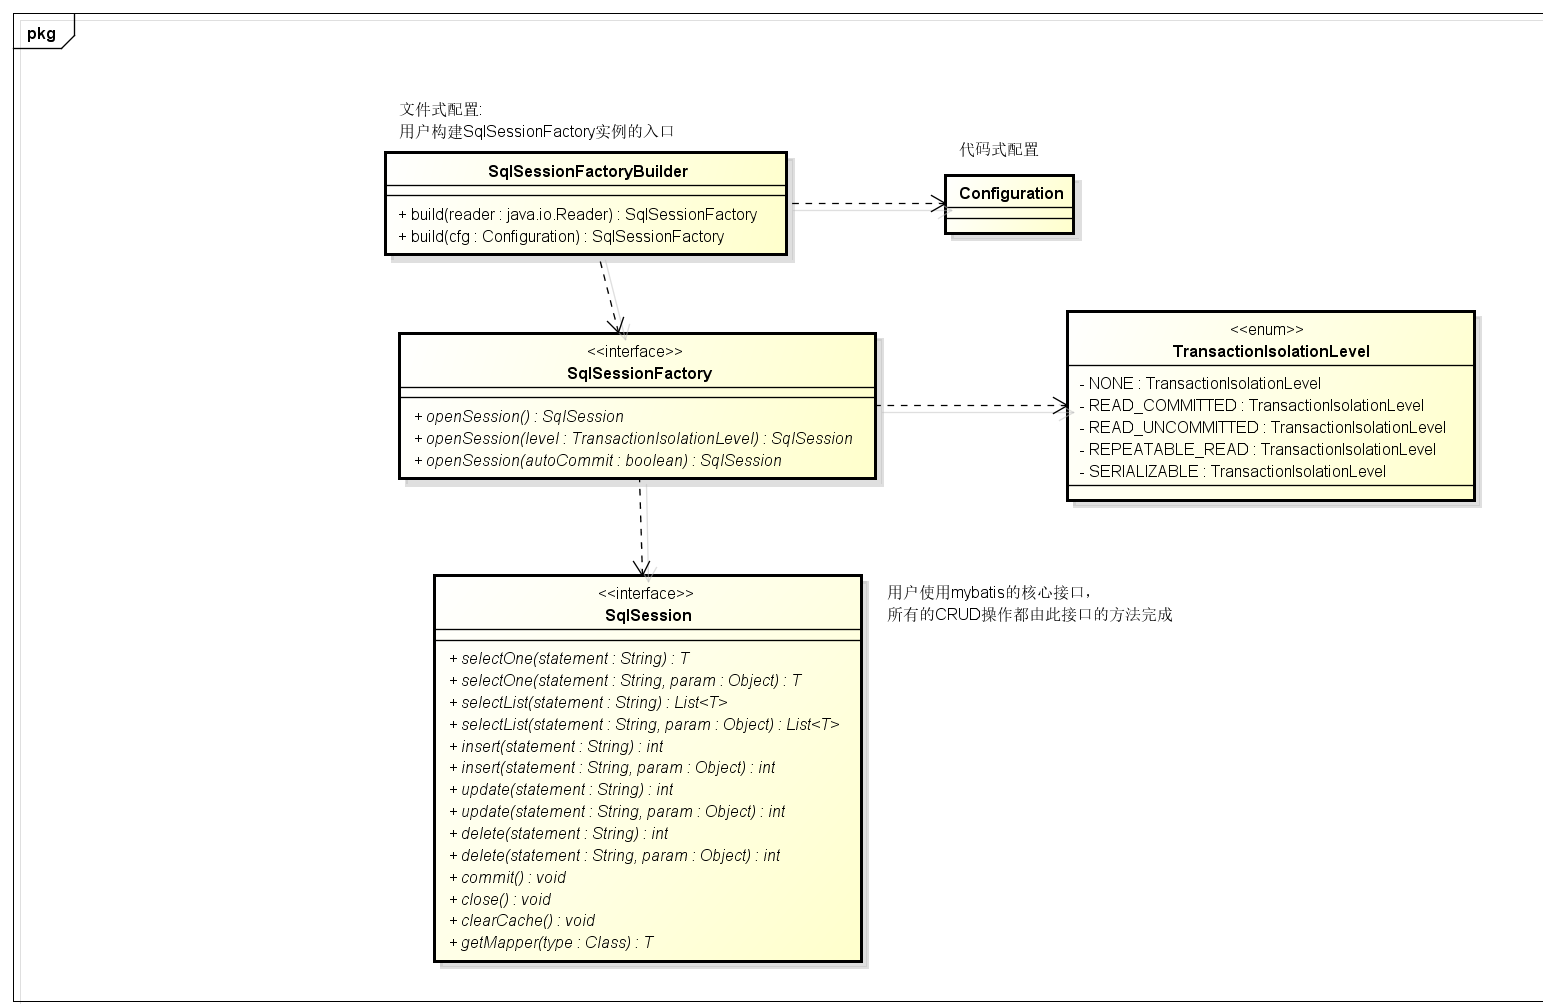 pkg
文件式配置:
用户构建SqlSessionFactory实例的入口
SqlSessionFactoryBuilder
+ build(reader : java.io.Reader) : SqlSessionFactory
+ build(cfg : Configuration) : SqlSessionFactory
代码式配置
Configuration
<<interface>>
SqlSessionFactory
+ openSession() : SqlSession
+ openSession(level : TransactionIsolationLevel) : SqlSession
+ openSession(autoCommit : boolean) : SqlSession
<<enum>>
TransactionIsolationLevel
- NONE : TransactionIsolationLevel
- READ_COMMITTED : TransactionIsolationLevel
- READ_UNCOMMITTED : TransactionIsolationLevel
- REPEATABLE_READ : TransactionIsolationLevel
- SERIALIZABLE : TransactionIsolationLevel
<<interface>>
SqlSession
+ selectOne(statement : String) : T
+ selectOne(statement : String, param : Object) : T
+ selectList(statement : String) : List<T>
+ selectList(statement : String, param : Object) : List<T>
+ insert(statement : String) : int
+ insert(statement : String, param : Object) : int
+ update(statement : String) : int
+ update(statement : String, param : Object) : int
+ delete(statement : String) : int
+ delete(statement : String, param : Object) : int
+ commit() : void
+ close() : void
+ clearCache() : void
+ getMapper(type : Class) : T
用户使用mybatis的核心接口，
所有的CRUD操作都由此接口的方法完成